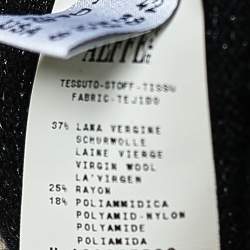 TESSUTO-STOFF-TISSU
FABRIC-TEJIDO
37% LANA VERGINE
SCHURWOLLE
LAINE VIERGE
VIRGIN WOOL
LA'VIRGEN
25% RAYON
18% POLIAMMIDICA
POLYAMID-NYLON
POLYAMIDE
POLIAMIDA